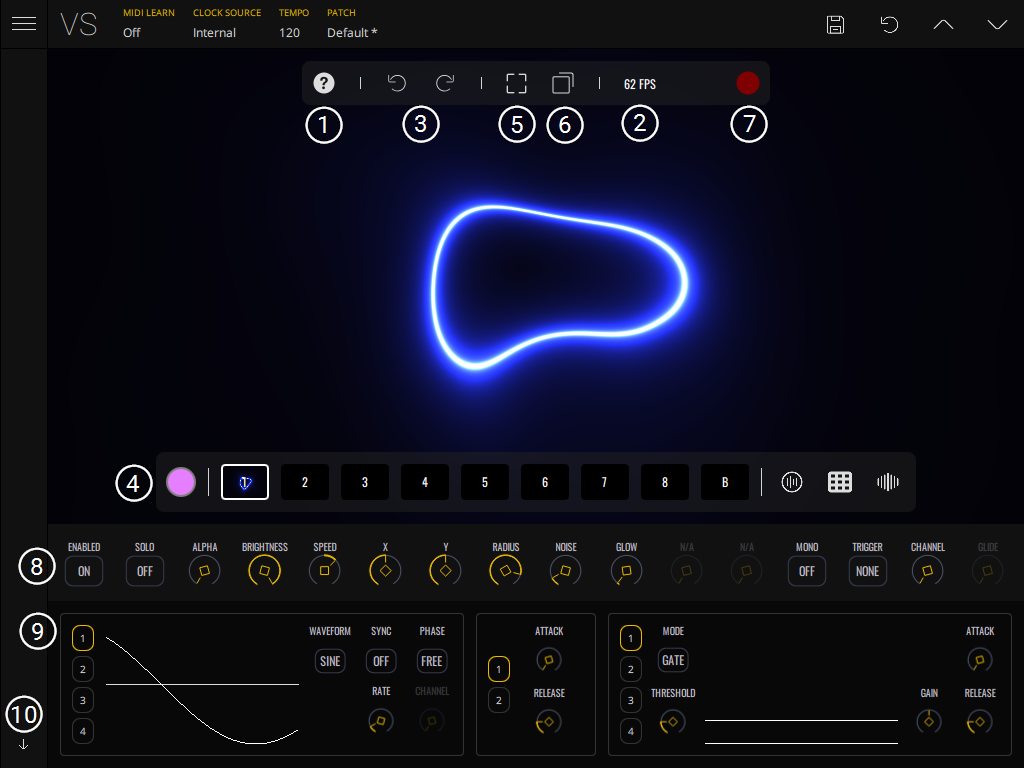 VS
MIDI LEARN CLOCK SOURCE TEMPO PATCH
Off Internal 120 Default *
? 62 FPS
1 3 5 6 2 7
4 1 2 3 4 5 6 7 8 B
ENABLED SOLO ALPHA BRIGHTNESS SPEED X Y RADIUS NOISE GLOW N/A N/A MONO TRIGGER CHANNEL GLIDE
8 ON OFF OFF NONE
9 1 WAVEFORM SYNC PHASE ATTACK 1 MODE ATTACK
2 SINE OFF FREE 1 2 GATE
3 RATE CHANNEL 2 RELEASE 3 THRESHOLD GAIN RELEASE
10 4 4